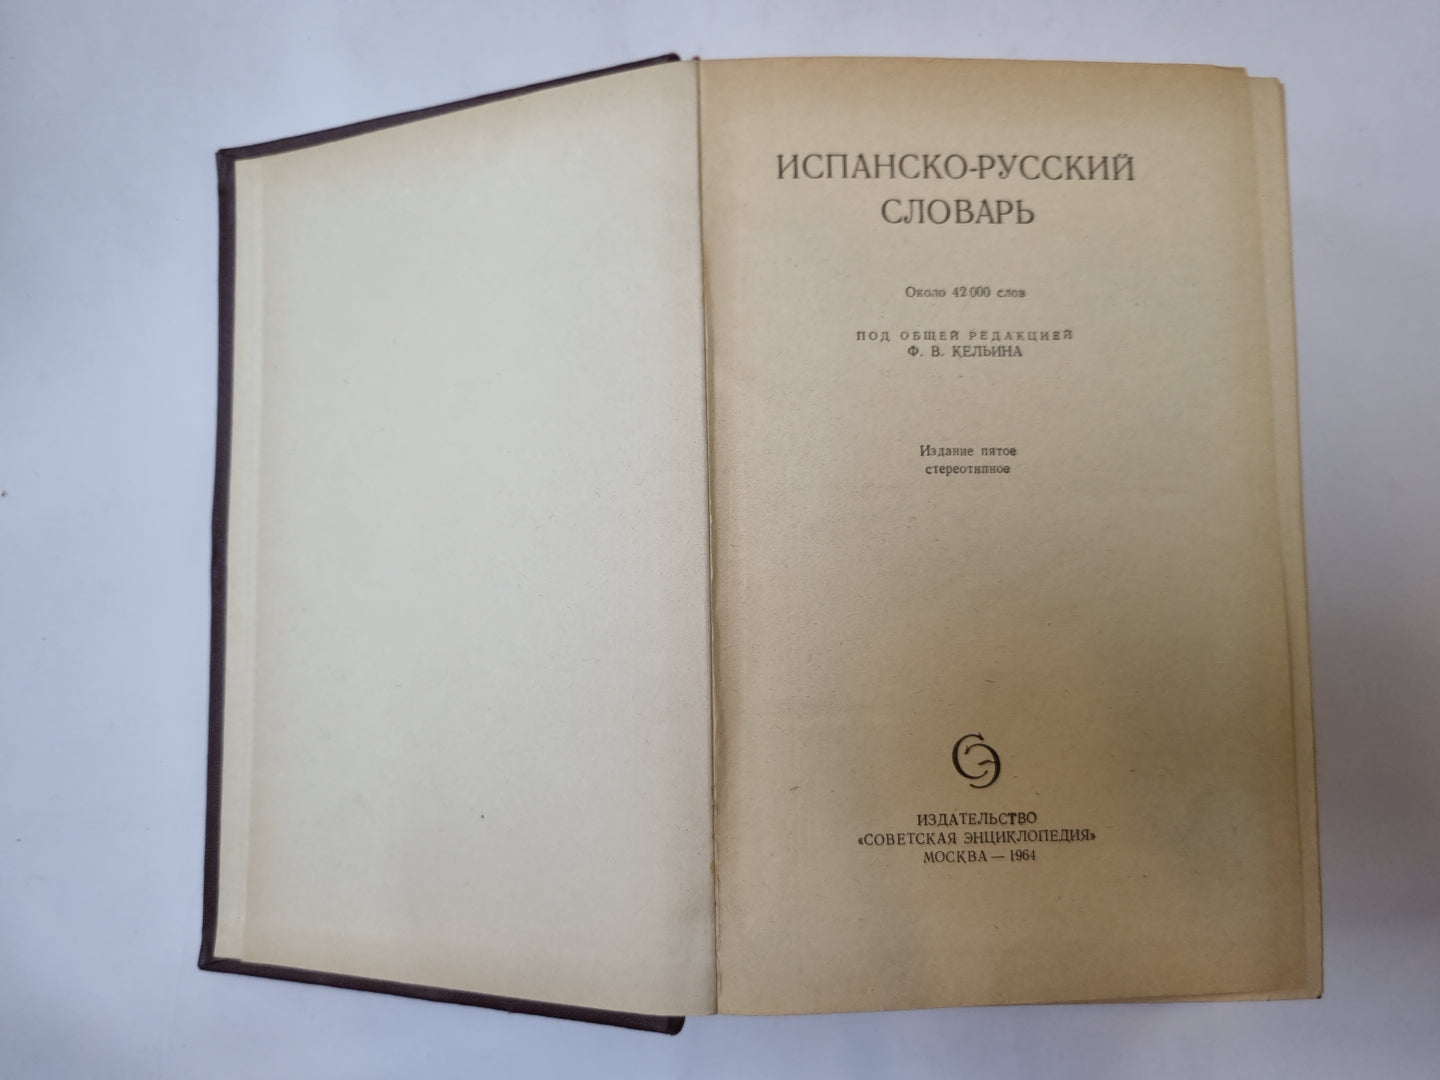 ИСПАНСКО-РУССКИЙ
СЛОВАРЬ
Около 42 000 слов
ПОД ОБЩЕЙ РЕДАКЦИЕЙ
Ф. В. КЕЛЬИНА
Издание пятое
стереотипное
СЭ
ИЗДАТЕЛЬСТВО
«СОВЕТСКАЯ ЭНЦИКЛОПЕДИЯ»
МОСКВА — 1964